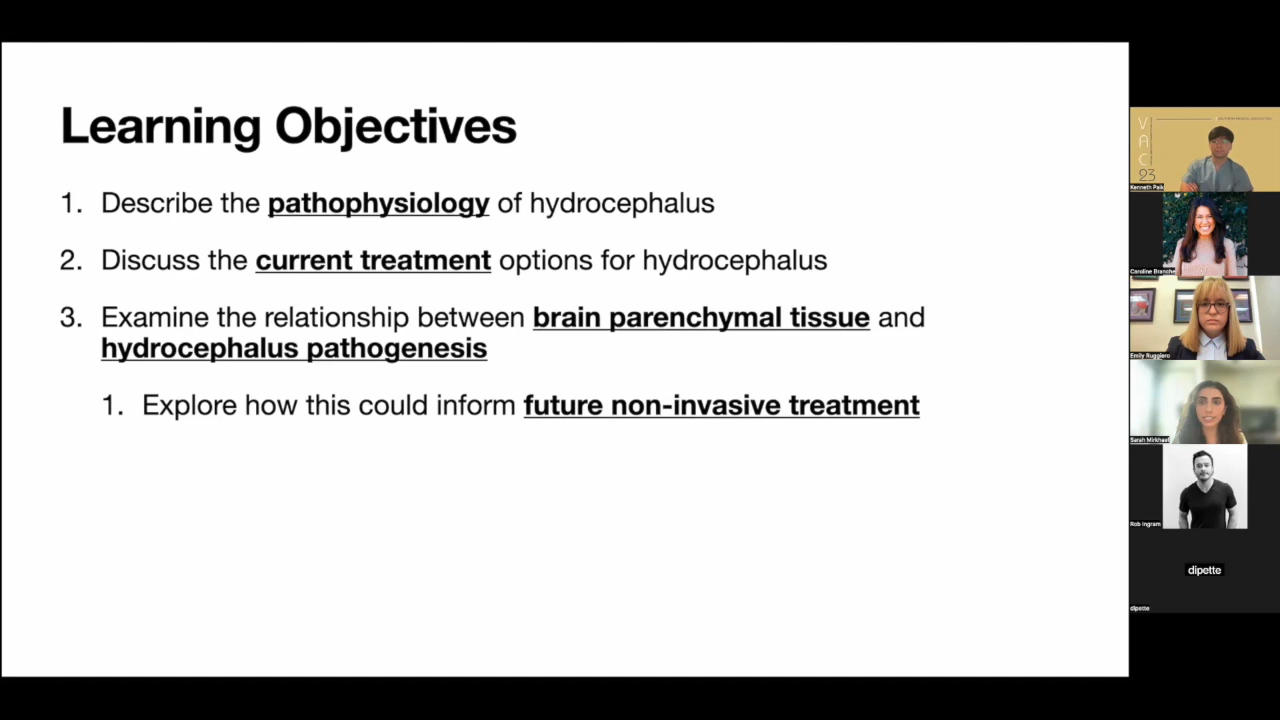 Learning Objectives
1. Describe the pathophysiology of hydrocephalus
2. Discuss the current treatment options for hydrocephalus
3. Examine the relationship between brain parenchymal tissue and
hydrocephalus pathogenesis
1. Explore how this could inform future non-invasive treatment
V
A
C
23
Kenneth Paik
Caroline Branche
Emily Ruggiero
Sarah Mirkhaef
Rob Ingram
dipette
dipette